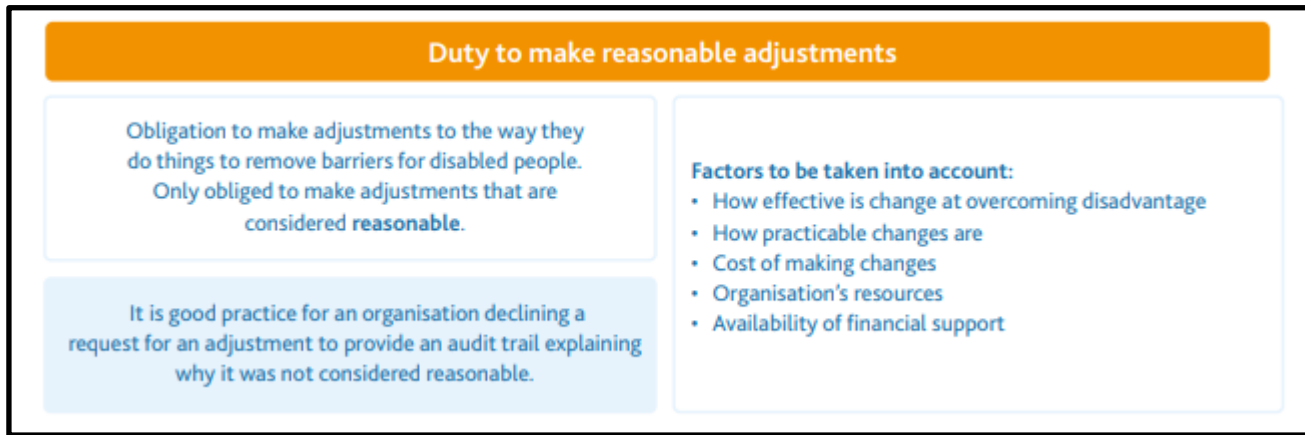 Duty to make reasonable adjustments
Obligation to make adjustments to the way they
do things to remove barriers for disabled people.
Only obliged to make adjustments that are
considered reasonable.
It is good practice for an organisation declining a
request for an adjustment to provide an audit trail explaining
why it was not considered reasonable.
Factors to be taken into account:
• How effective is change at overcoming disadvantage
• How practicable changes are
• Cost of making changes
• Organisation's resources
• Availability of financial support